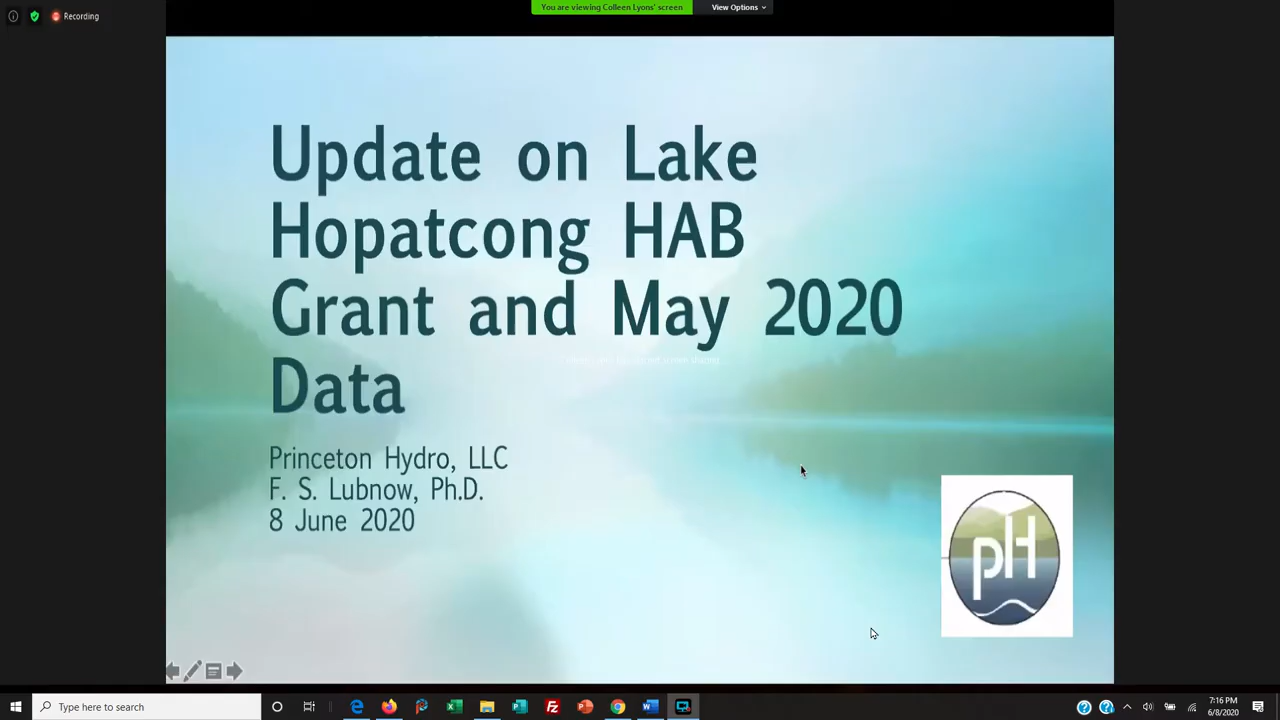 Recording
You are viewing Colleen Lyons' screen
View Options
Update on Lake
Hopatcong HAB
Grant and May 2020
Data
Princeton Hydro, LLC
F. S. Lubnow, Ph.D.
8 June 2020
pH
Type here to search
7:16 PM
6/8/2020